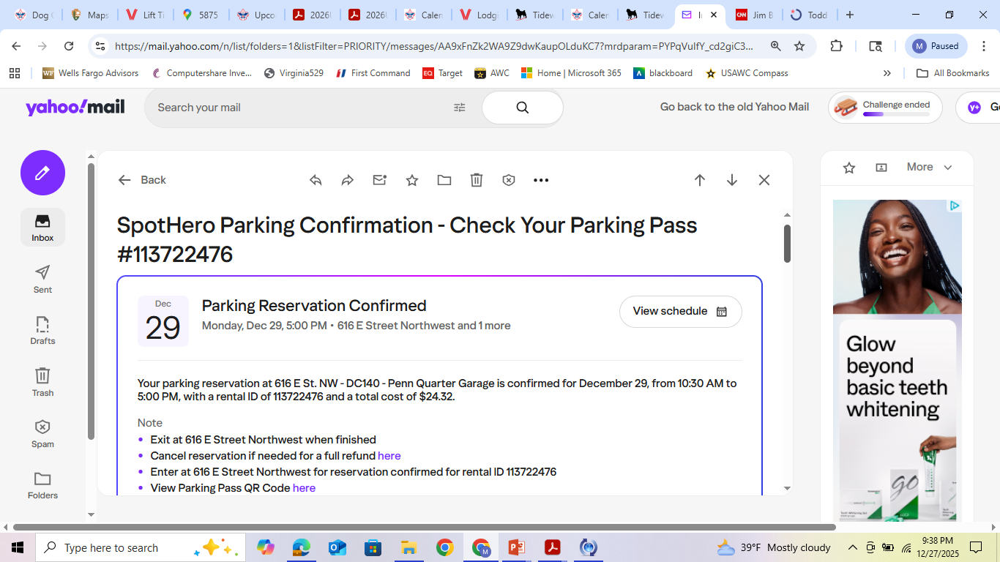 Dog
Maps
Lift Ti
5875
Upco
2026
2026
Calen
Lodgi
Tidew
Calen
Tidew
Jim B
Todd
https://mail.yahoo.com/n/list/folders=1&listFilter=PRIORITY/messages/AA9xFnZk2WA9Z9dwKaupOLduKC7?mrdparam=PYPqVuIfY_cd2giC3...
M Paused
Wells Fargo Advisors
Computershare Inve...
Virginia529
First Command
EQ Target
AWC
Home | Microsoft 365
blackboard
USAWC Compass
All Bookmarks
yahoo!mail
Search your mail
Go back to the old Yahoo Mail
Challenge ended
y+
Back
More
SpotHero Parking Confirmation - Check Your Parking Pass
#113722476
Dec
29
Parking Reservation Confirmed
Monday, Dec 29, 5:00 PM • 616 E Street Northwest and 1 more
View schedule
Your parking reservation at 616 E St. NW - DC140 - Penn Quarter Garage is confirmed for December 29, from 10:30 AM to
5:00 PM, with a rental ID of 113722476 and a total cost of $24.32.
Note
• Exit at 616 E Street Northwest when finished
• Cancel reservation if needed for a full refund here
• Enter at 616 E Street Northwest for reservation confirmed for rental ID 113722476
• View Parking Pass QR Code here
Inbox
Sent
Drafts
Trash
Spam
Folders
Glow
beyond
basic teeth
whitening
go
Type here to search
39°F Mostly cloudy
9:38 PM
12/27/2025